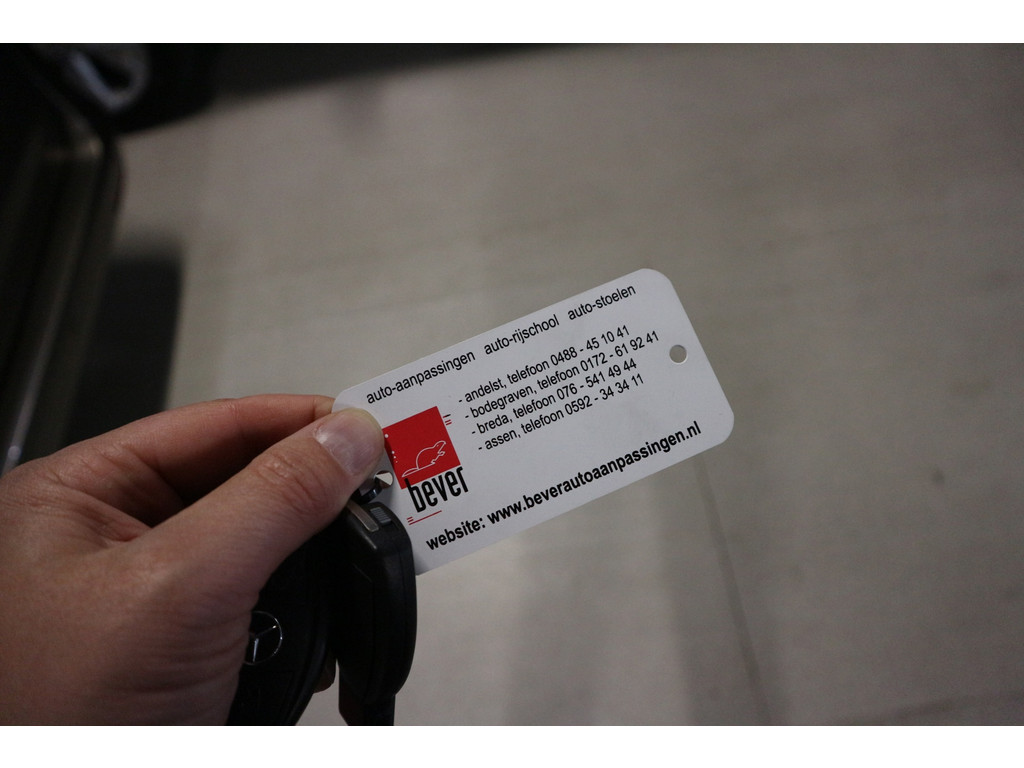 auto-aanpassingen auto-rijschool auto-stoelen
- andelst, telefoon 0488 - 45 10 41
- bodegraven, telefoon 0172 - 61 92 41
- breda, telefoon 076 - 541 49 44
- assen, telefoon 0592 - 34 34 11
bever
website: www.beverautoaanpassingen.nl